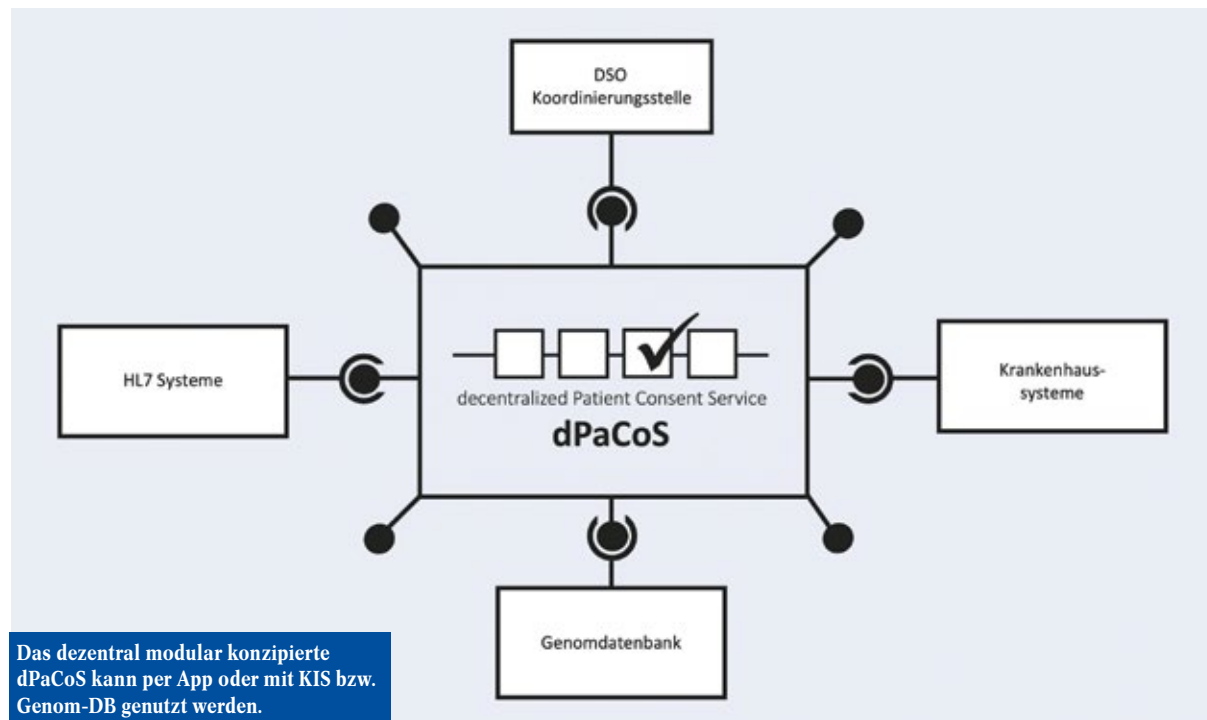 DSO
Koordinierungsstelle
HL7 Systeme
decentralized Patient Consent Service
dPaCoS
Krankenhaus-
systeme
Genomdatenbank
Das dezentral modular konzipierte
dPaCoS kann per App oder mit KIS bzw.
Genom-DB genutzt werden.